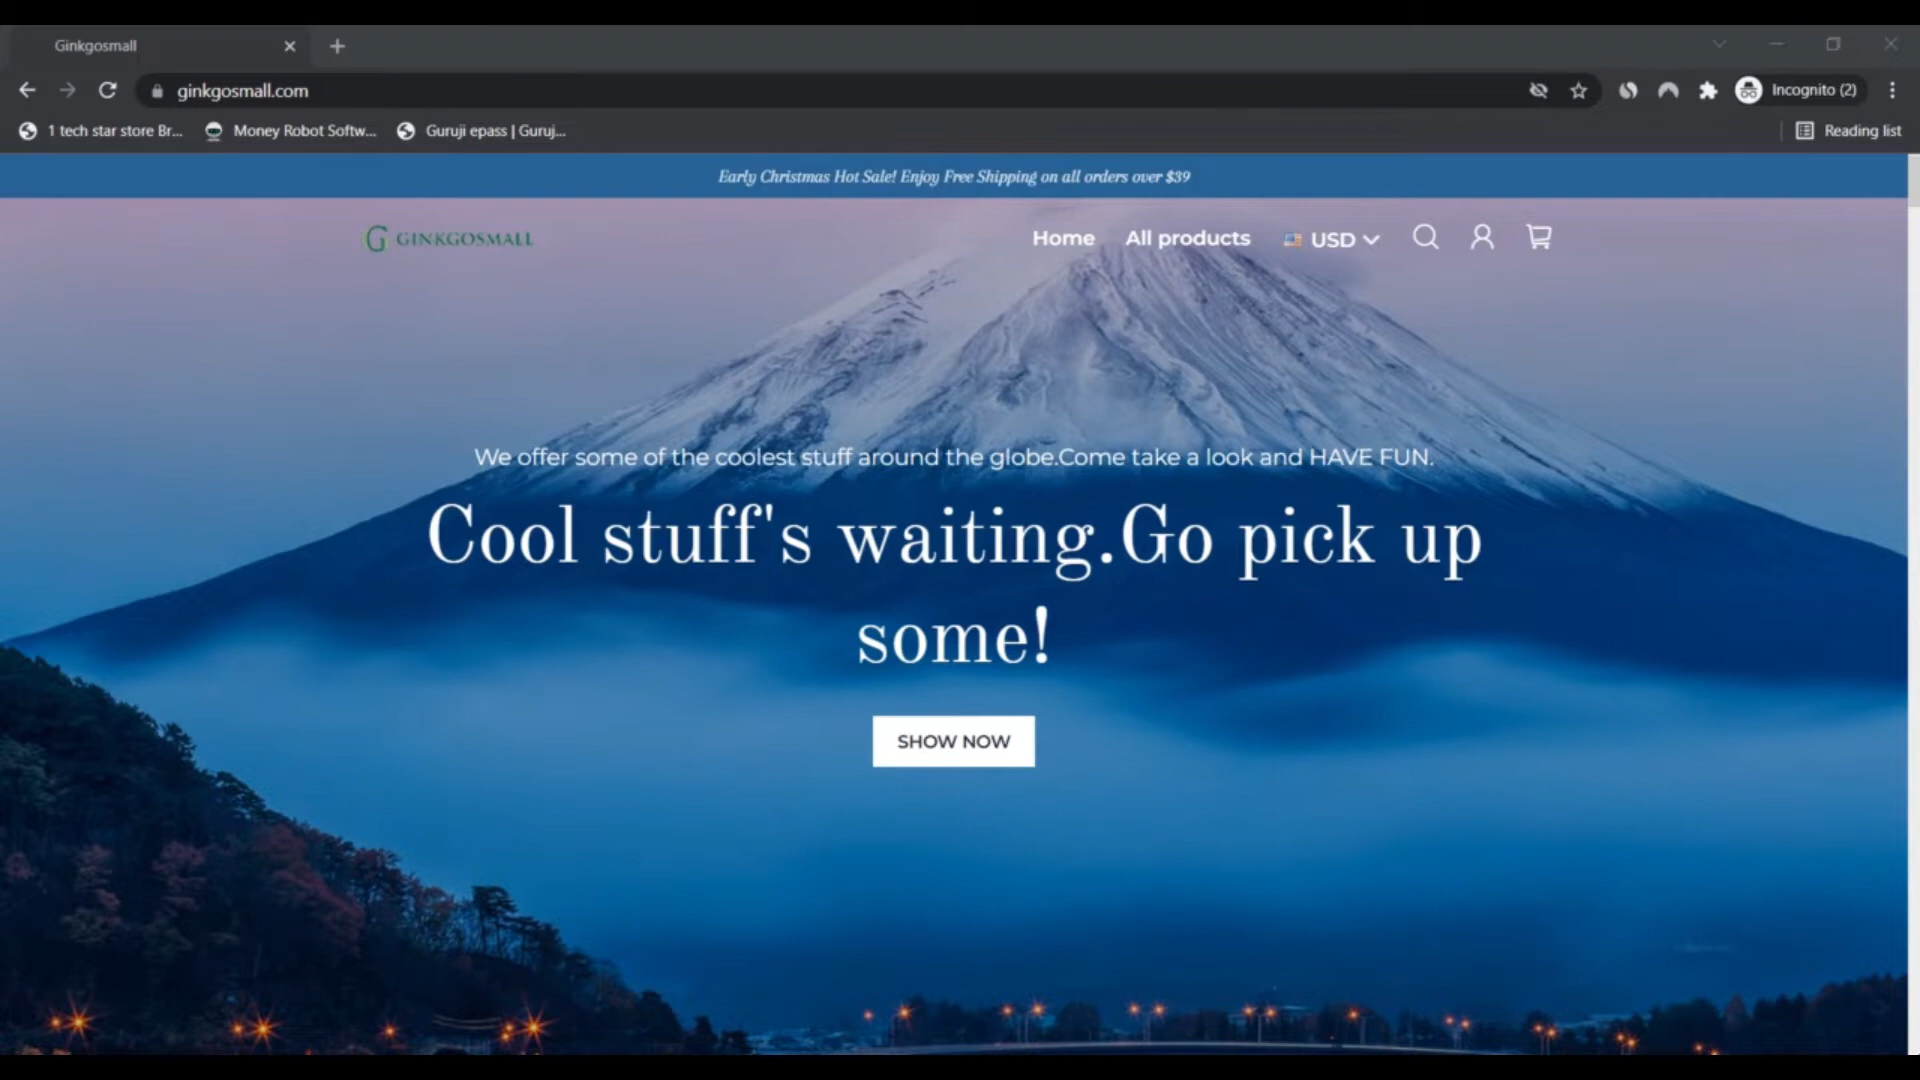 Ginkgosmall
ginkgosmall.com
Incognito (2)
1 tech star store Br...
Money Robot Softw...
Guruji epass | Guruj...
Reading list
Early Christmas Hot Sale! Enjoy Free Shipping on all orders over $39
G GINKGOSMALL
Home
All products
USD
We offer some of the coolest stuff around the globe.Come take a look and HAVE FUN.
Cool stuff's waiting.Go pick up
some!
SHOW NOW